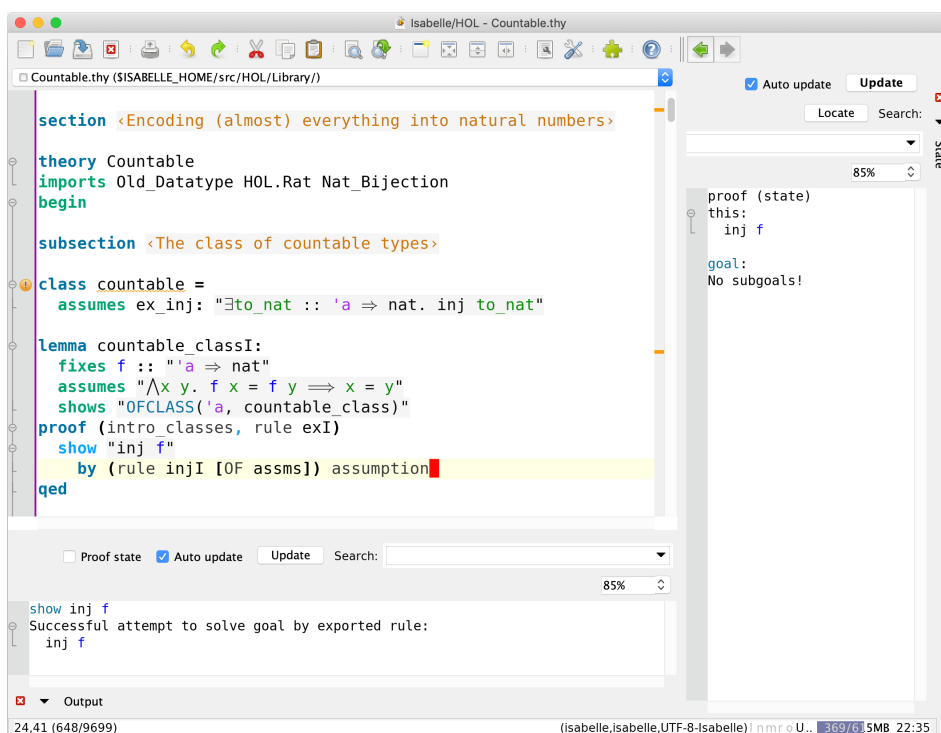 Isabelle/HOL - Countable.thy
Countable.thy ($ISABELLE_HOME/src/HOL/Library/)
section ‹Encoding (almost) everything into natural numbers›
theory Countable
imports Old_Datatype HOL.Rat Nat_Bijection
begin
subsection ‹The class of countable types›
class countable =
assumes ex_inj: "∃to_nat :: 'a ⇒ nat. inj to_nat"
lemma countable_classI:
fixes f :: "'a ⇒ nat"
assumes "⋀x y. f x = f y ⟹ x = y"
shows "OFCLASS('a, countable_class)"
proof (intro_classes, rule exI)
show "inj f"
by (rule injI [OF assms]) assumption
qed
Proof state Auto update Update Search:
85%
show inj f
Successful attempt to solve goal by exported rule:
inj f
Output
Auto update Update
Locate Search:
85%
proof (state)
this:
inj f
goal:
No subgoals!
State
24,41 (648/9699) (isabelle,isabelle,UTF-8-Isabelle) n m r o U.. 369/615MB 22:35